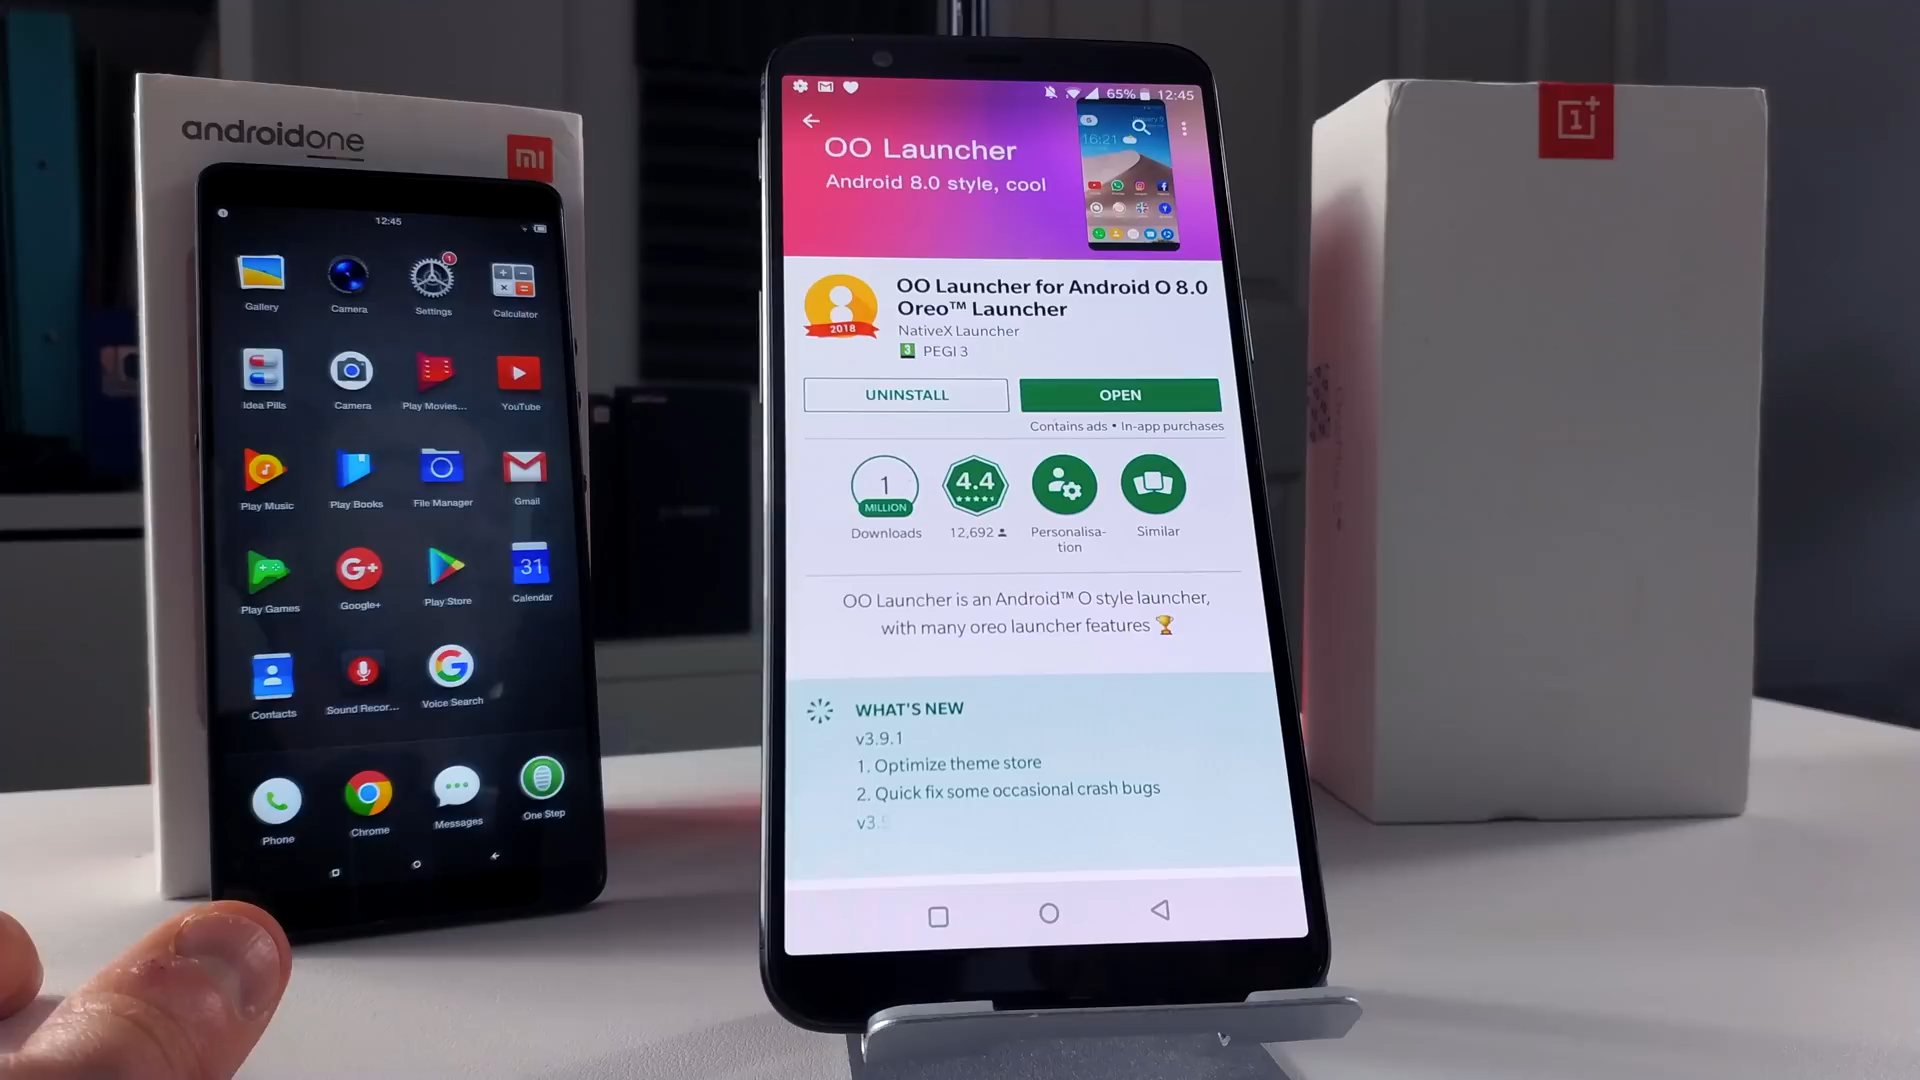 androidone
mi
12:45
Gallery
Camera
1
Settings
Calculator
Idea Pills
Camera
Play Movies...
YouTube
Play Music
Play Books
File Manager
Gmail
Play Games
G+
Google+
Play Store
31
Calendar
Contacts
Sound Recor...
G
Voice Search
Phone
Chrome
Messages
One Step
65% 12:45
OO Launcher
Android 8.0 style, cool
16:21
OO Launcher for Android O 8.0
Oreo™ Launcher
2018
NativeX Launcher
3 PEGI 3
UNINSTALL
OPEN
Contains ads • In-app purchases
1
MILLION
Downloads
4.4
12,692
Personalisa-
tion
Similar
OO Launcher is an Android™ O style launcher,
with many oreo launcher features 🏆
WHAT'S NEW
v3.9.1
1. Optimize theme store
2. Quick fix some occasional crash bugs
v3.
1+